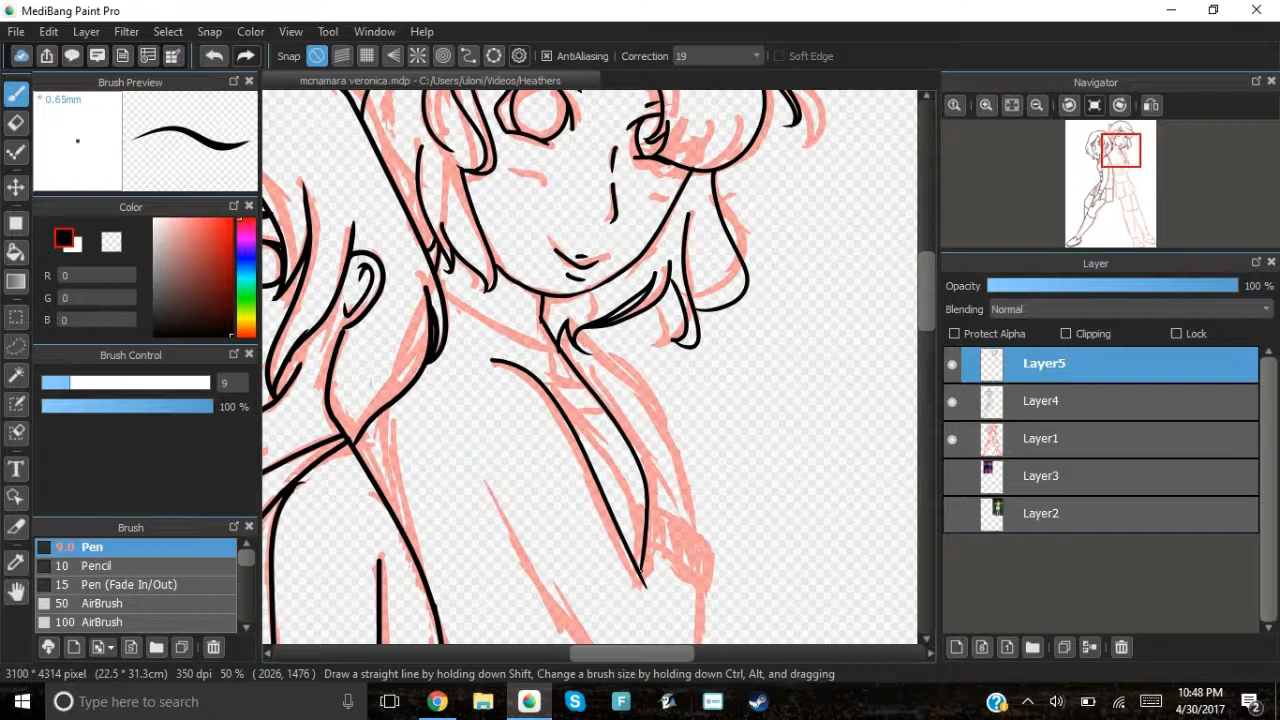 MediBang Paint Pro
File Edit Layer Filter Select Snap Color View Tool Window Help
Snap AntiAliasing Correction 19 Soft Edge
Brush Preview
mcnamara veronica.mdp - C:/Users/uloni/Videos/Heathers
Navigator
* 0.65mm
Color
R 0
G 0
B 0
Layer
Opacity 100 %
Blending Normal
Protect Alpha Clipping Lock
Brush Control
9
100 %
Layer5
Layer4
Layer1
Layer3
Layer2
Brush
9.0 Pen
10 Pencil
15 Pen (Fade In/Out)
50 AirBrush
100 AirBrush
3100 * 4314 pixel (22.5 * 31.3cm) 350 dpi 50 % ( 2026, 1476 ) Draw a straight line by holding down Shift, Change a brush size by holding down Ctrl, Alt, and dragging
Type here to search
10:48 PM
4/30/2017
2